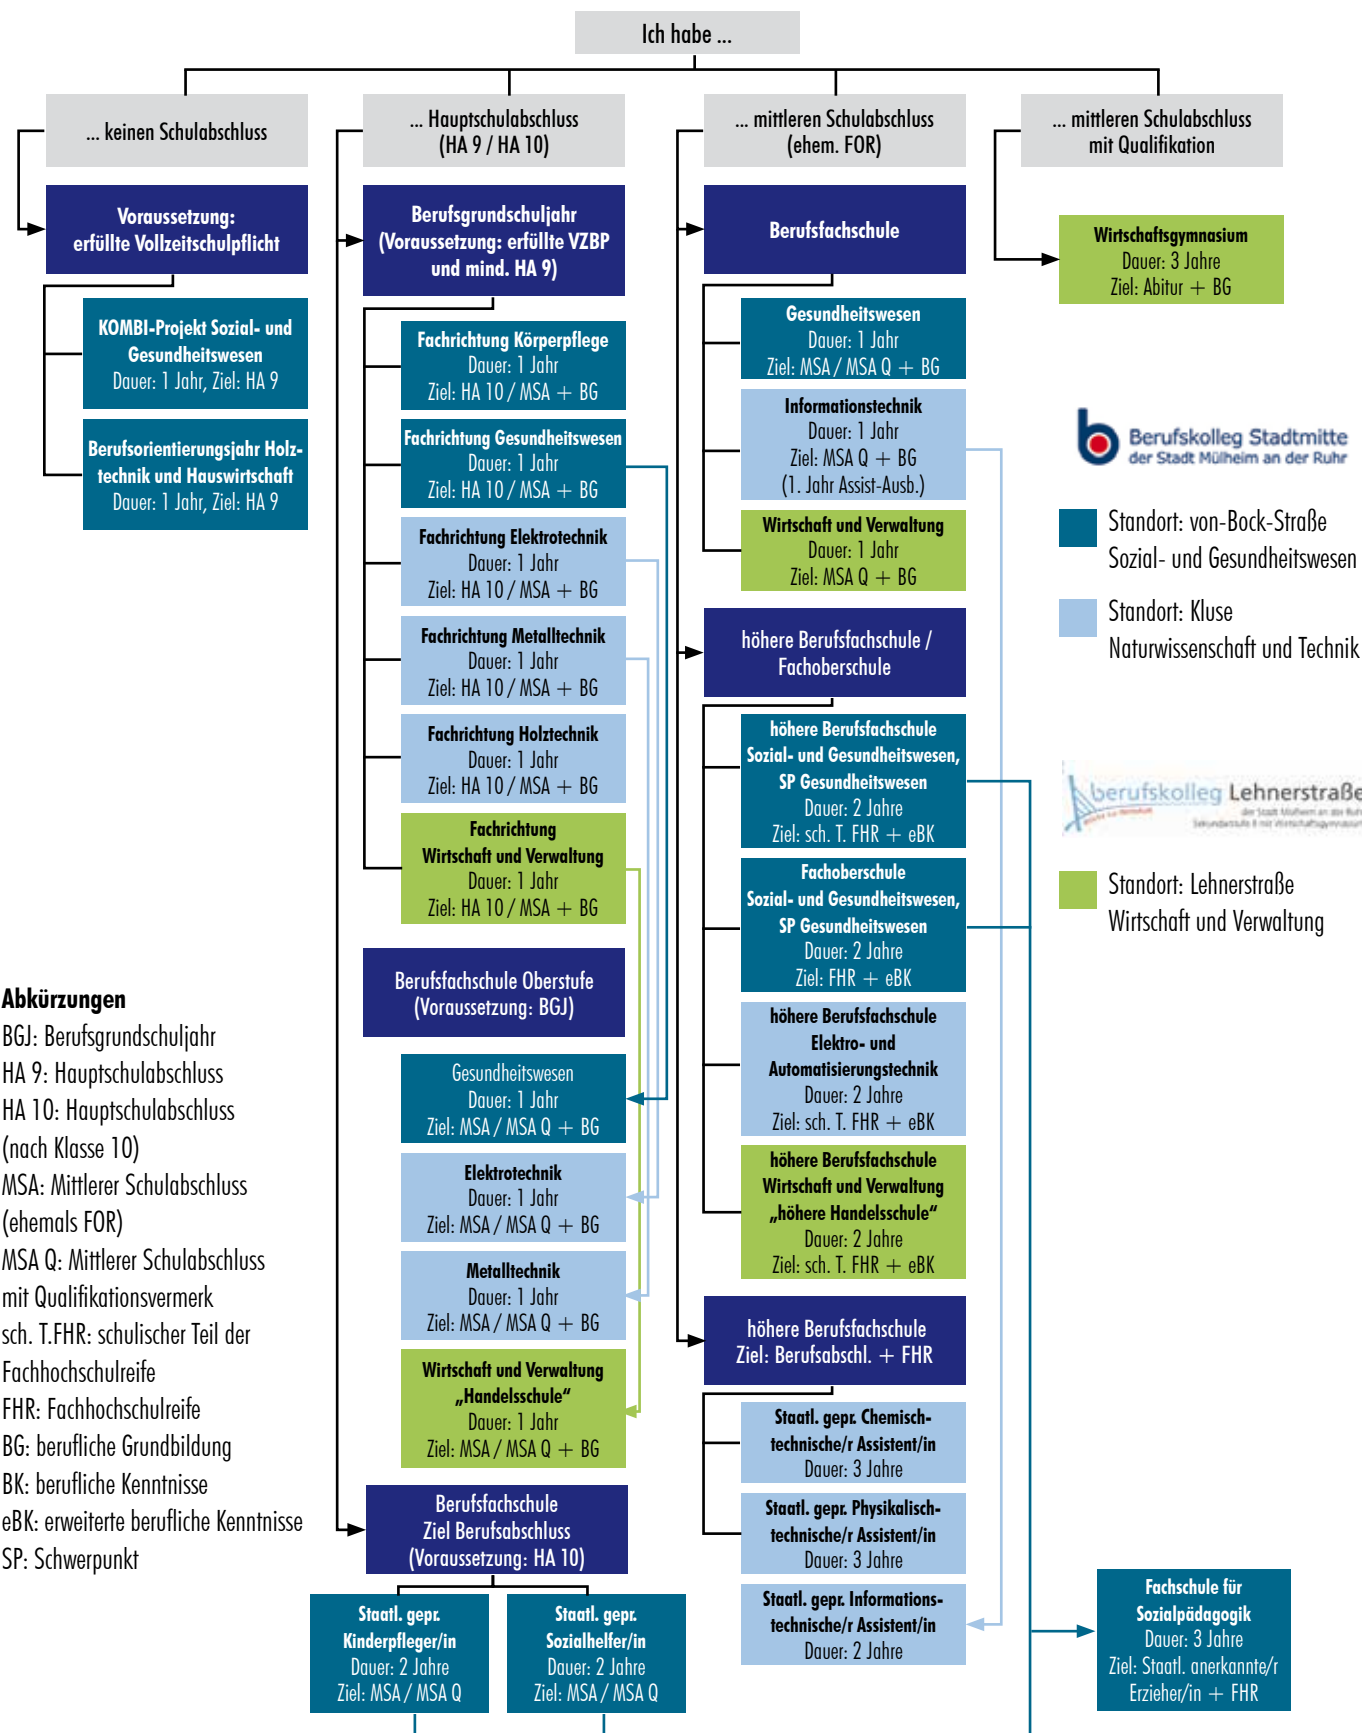 Ich habe ...
... keinen Schulabschluss
Voraussetzung:
erfüllte Vollzeitschulpflicht
KOMBI-Projekt Sozial- und
Gesundheitswesen
Dauer: 1 Jahr, Ziel: HA 9
Berufsorientierungsjahr Holz-
technik und Hauswirtschaft
Dauer: 1 Jahr, Ziel: HA 9
... Hauptschulabschluss
(HA 9 / HA 10)
Berufsgrundschuljahr
(Voraussetzung: erfüllte VZBP
und mind. HA 9)
Fachrichtung Körperpflege
Dauer: 1 Jahr
Ziel: HA 10 / MSA + BG
Fachrichtung Gesundheitswesen
Dauer: 1 Jahr
Ziel: HA 10 / MSA + BG
Fachrichtung Elektrotechnik
Dauer: 1 Jahr
Ziel: HA 10 / MSA + BG
Fachrichtung Metalltechnik
Dauer: 1 Jahr
Ziel: HA 10 / MSA + BG
Fachrichtung Holztechnik
Dauer: 1 Jahr
Ziel: HA 10 / MSA + BG
Fachrichtung
Wirtschaft und Verwaltung
Dauer: 1 Jahr
Ziel: HA 10 / MSA + BG
Berufsfachschule Oberstufe
(Voraussetzung: BGJ)
Gesundheitswesen
Dauer: 1 Jahr
Ziel: MSA / MSA Q + BG
Elektrotechnik
Dauer: 1 Jahr
Ziel: MSA / MSA Q + BG
Metalltechnik
Dauer: 1 Jahr
Ziel: MSA / MSA Q + BG
Wirtschaft und Verwaltung
„Handelsschule“
Dauer: 1 Jahr
Ziel: MSA / MSA Q + BG
Berufsfachschule
Ziel Berufsabschluss
(Voraussetzung: HA 10)
Staatl. gepr.
Kinderpfleger/in
Dauer: 2 Jahre
Ziel: MSA / MSA Q
Staatl. gepr.
Sozialhelfer/in
Dauer: 2 Jahre
Ziel: MSA / MSA Q
... mittleren Schulabschluss
(ehem. FOR)
Berufsfachschule
Gesundheitswesen
Dauer: 1 Jahr
Ziel: MSA / MSA Q + BG
Informationstechnik
Dauer: 1 Jahr
Ziel: MSA Q + BG
(1. Jahr Assist-Ausb.)
Wirtschaft und Verwaltung
Dauer: 1 Jahr
Ziel: MSA Q + BG
höhere Berufsfachschule /
Fachoberschule
höhere Berufsfachschule
Sozial- und Gesundheitswesen,
SP Gesundheitswesen
Dauer: 2 Jahre
Ziel: sch. T. FHR + eBK
Fachoberschule
Sozial- und Gesundheitswesen,
SP Gesundheitswesen
Dauer: 2 Jahre
Ziel: FHR + eBK
höhere Berufsfachschule
Elektro- und
Automatisierungstechnik
Dauer: 2 Jahre
Ziel: sch. T. FHR + eBK
höhere Berufsfachschule
Wirtschaft und Verwaltung
„höhere Handelsschule“
Dauer: 2 Jahre
Ziel: sch. T. FHR + eBK
höhere Berufsfachschule
Ziel: Berufsabschl. + FHR
Staatl. gepr. Chemisch-
technische/r Assistent/in
Dauer: 3 Jahre
Staatl. gepr. Physikalisch-
technische/r Assistent/in
Dauer: 3 Jahre
Staatl. gepr. Informations-
technische/r Assistent/in
Dauer: 2 Jahre
... mittleren Schulabschluss
mit Qualifikation
Wirtschaftsgymnasium
Dauer: 3 Jahre
Ziel: Abitur + BG
Berufskolleg Stadtmitte
der Stadt Mülheim an der Ruhr
Standort: von-Bock-Straße
Sozial- und Gesundheitswesen
Standort: Kluse
Naturwissenschaft und Technik
berufskolleg Lehnerstraße
der Stadt Mülheim an der Ruhr
Standort: Lehnerstraße
Wirtschaft und Verwaltung
Fachschule für
Sozialpädagogik
Dauer: 3 Jahre
Ziel: Staatl. anerkannte/r
Erzieher/in + FHR
Abkürzungen
BGJ: Berufsgrundschuljahr
HA 9: Hauptschulabschluss
HA 10: Hauptschulabschluss
(nach Klasse 10)
MSA: Mittlerer Schulabschluss
(ehemals FOR)
MSA Q: Mittlerer Schulabschluss
mit Qualifikationsvermerk
sch. T.FHR: schulischer Teil der
Fachhochschulreife
FHR: Fachhochschulreife
BG: berufliche Grundbildung
BK: berufliche Kenntnisse
eBK: erweiterte berufliche Kenntnisse
SP: Schwerpunkt